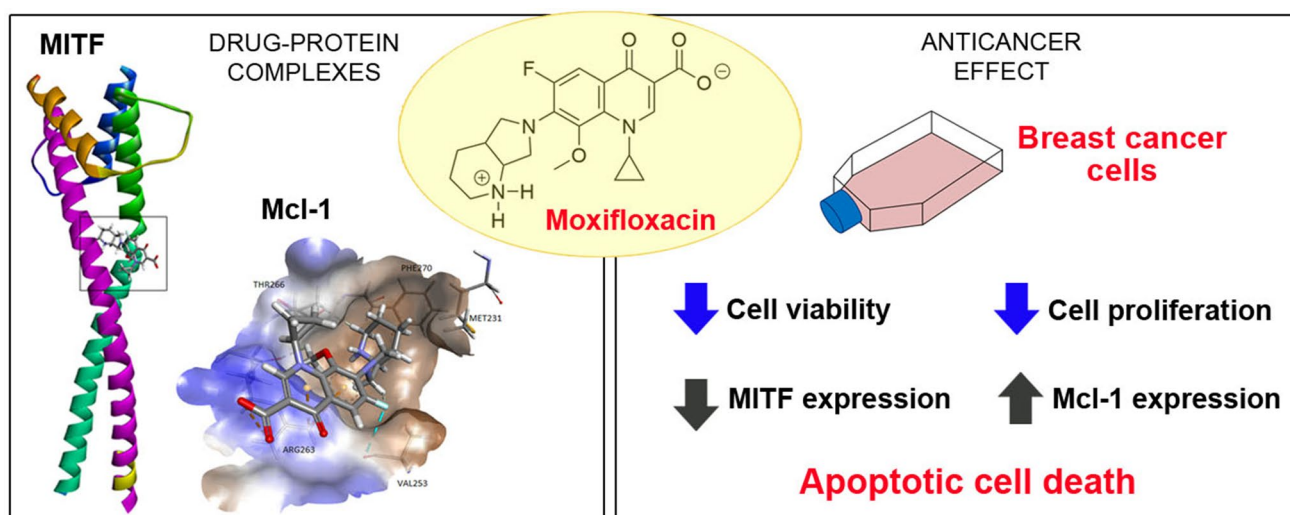 MITF
DRUG-PROTEIN
COMPLEXES
F
O
O
O
⊖
N
N
O
⊕
N
H
H
Moxifloxacin
Mcl-1
THR266
PHE270
MET231
ARG263
VAL253
ANTICANCER
EFFECT
Breast cancer
cells
Cell viability
Cell proliferation
MITF expression
Mcl-1 expression
Apoptotic cell death